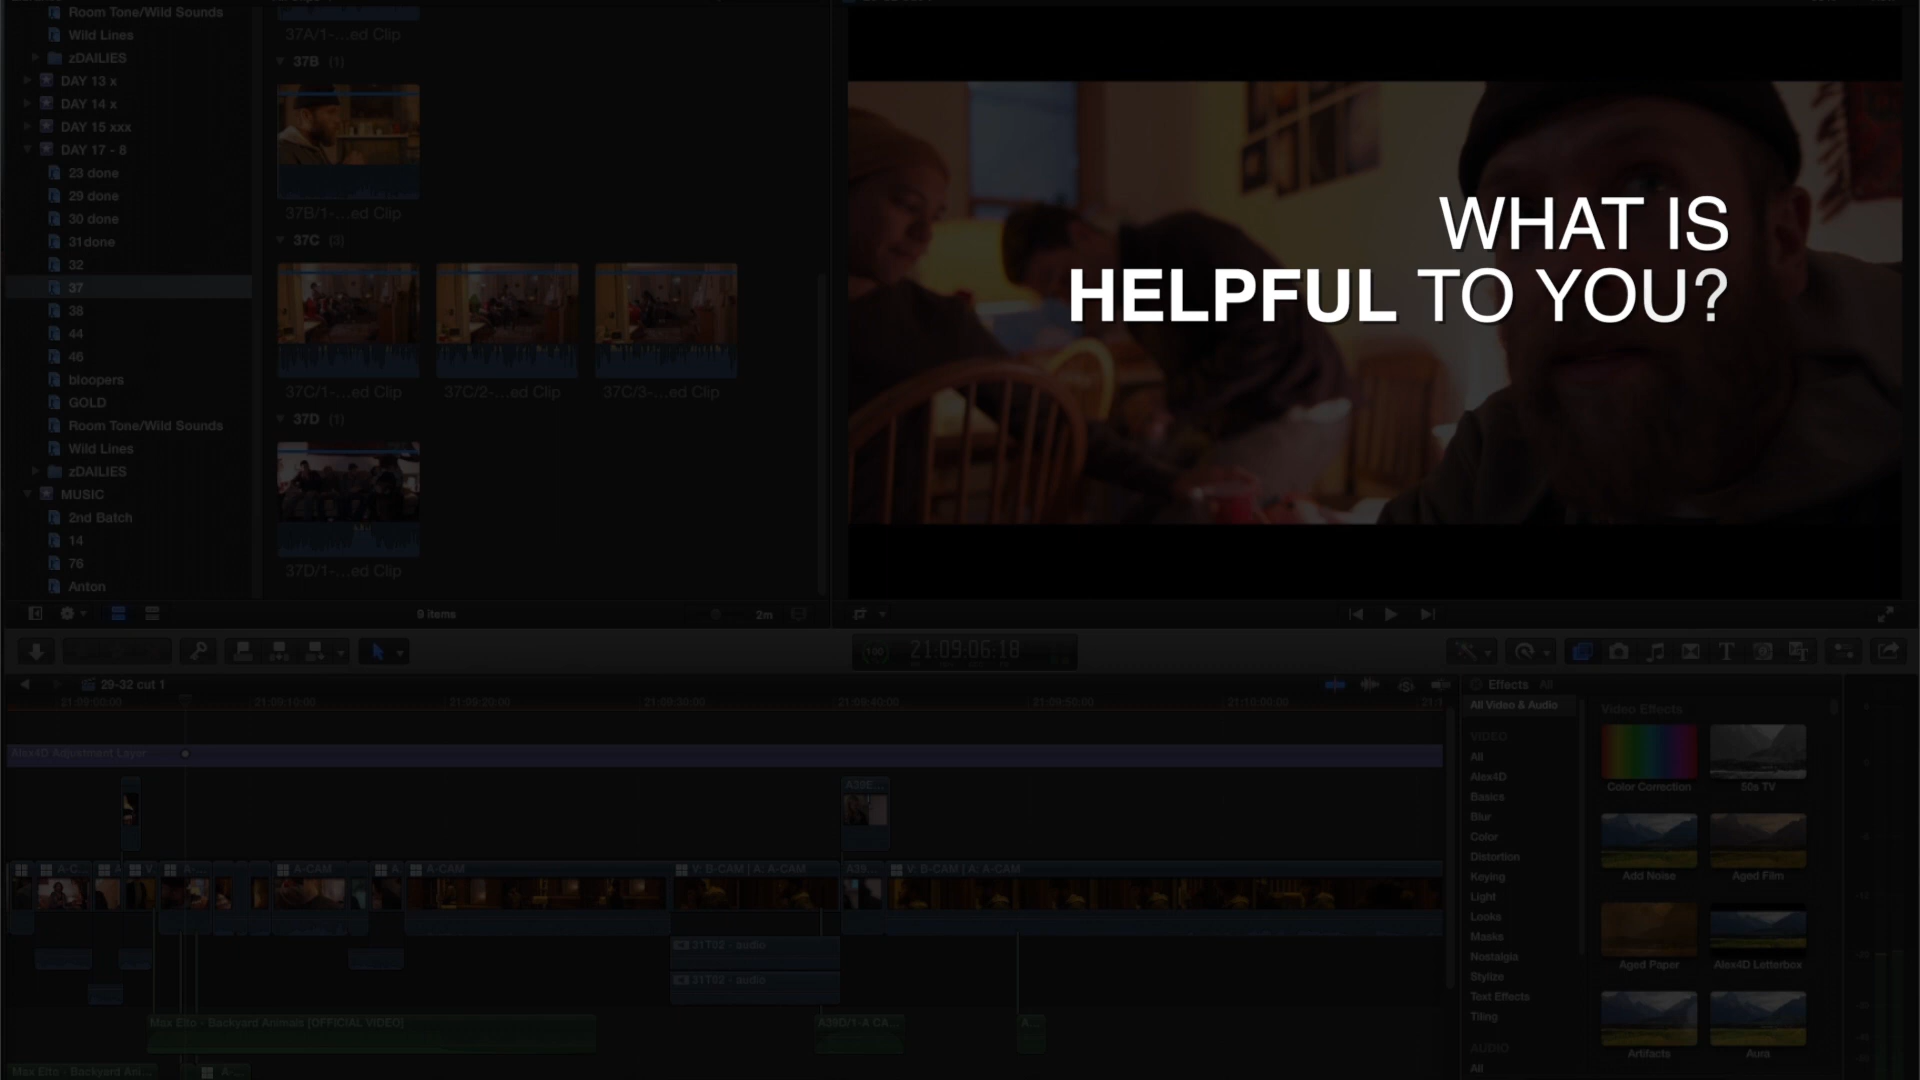 Room Tone/Wild Sounds
Wild Lines
zDAILIES
DAY 13 x
DAY 14 x
DAY 15 xxx
DAY 17 - 8
23 done
29 done
30 done
31done
32
37
38
44
46
bloopers
GOLD
Room Tone/Wild Sounds
Wild Lines
zDAILIES
MUSIC
2nd Batch
14
76
Anton
37A/1-...ed Clip
37B (1)
37B/1-...ed Clip
37C (3)
37C/1-...ed Clip
37C/2-...ed Clip
37C/3-...ed Clip
37D (1)
37D/1-...ed Clip
9 items
2m
WHAT IS
HELPFUL TO YOU?
100
21:09:06:18
29-32 cut 1
21:09:00:00
21:09:10:00
21:09:20:00
21:09:30:00
21:09:40:00
21:09:50:00
21:10:00:00
Alex4D Adjustment Layer
A39E...
A-C...
A
V.
A-...
A-CAM
A.
A-CAM
V: B-CAM | A: A-CAM
A39...
V: B-CAM | A: A-CAM
31T02 - audio
31T02 - audio
Max Elto - Backyard Animals [OFFICIAL VIDEO]
A39D/1-A CA...
A...
Max Elto - Backyard Ani...
A-...
Effects All
All Video & Audio
VIDEO
All
Alex4D
Basics
Blur
Color
Distortion
Keying
Light
Looks
Masks
Nostalgia
Stylize
Text Effects
Tiling
AUDIO
All
Video Effects
Color Correction
50s TV
Add Noise
Aged Film
Aged Paper
Alex4D Letterbox
Artifacts
Aura